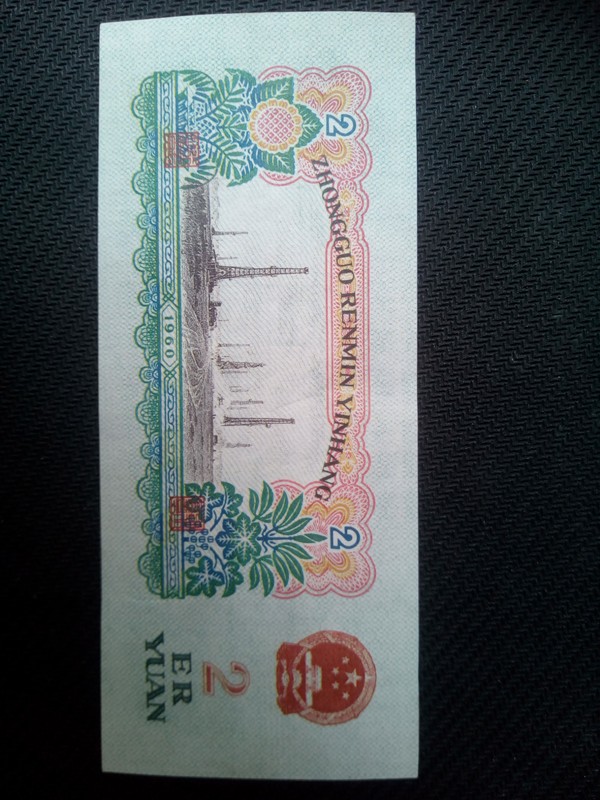 2
ZHONGGUO RENMIN YINHANG
2
1960
2
ER
YUAN